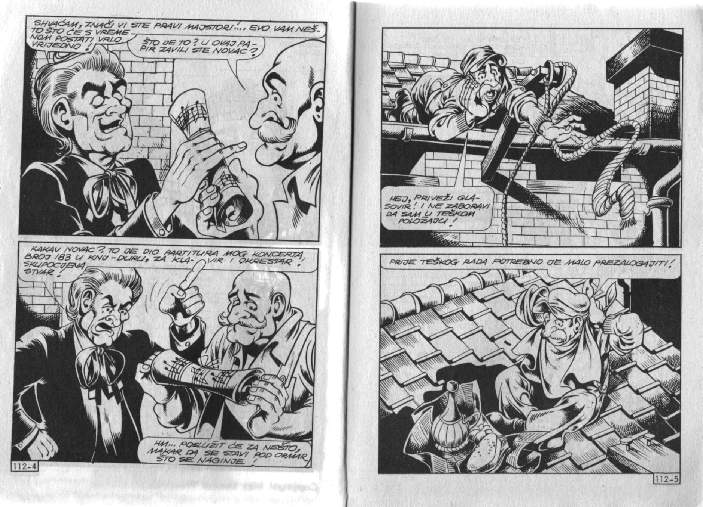 SHVAĆAM, ZNAČI VI STE PRAVI MAJSTORI!... EVO VAM NEŠ-
TO ŠTO ĆE S VREME-
NOM POSTATI VRLO
VRIJEDNO!
ŠTO JE TO? U OVAJ PA-
PIR ZAVILI STE NOVAC?
KAKAV NOVAC? TO JE DIO PARTITURA MOG KONCERTA
BROJ 183 U KNJ-DURU, ZA KLA-
VIR I ORKESTAR!
SKUPOCIJENA
STVAR!
HM... POSLUŽIT ĆE ZA NEŠTO,
MAKAR DA SE STAVI POD ORMAR
ŠTO SE NAGINJE!
112-4
HEJ, PRIVEŽI GLA-
SOVIR! I NE ZABORAVI
DA SAM U TEŠKOM
POLOŽAJU!
PRIJE TEŠKOG RADA POTREBNO JE MALO PREZALOGAJITI!
112-5